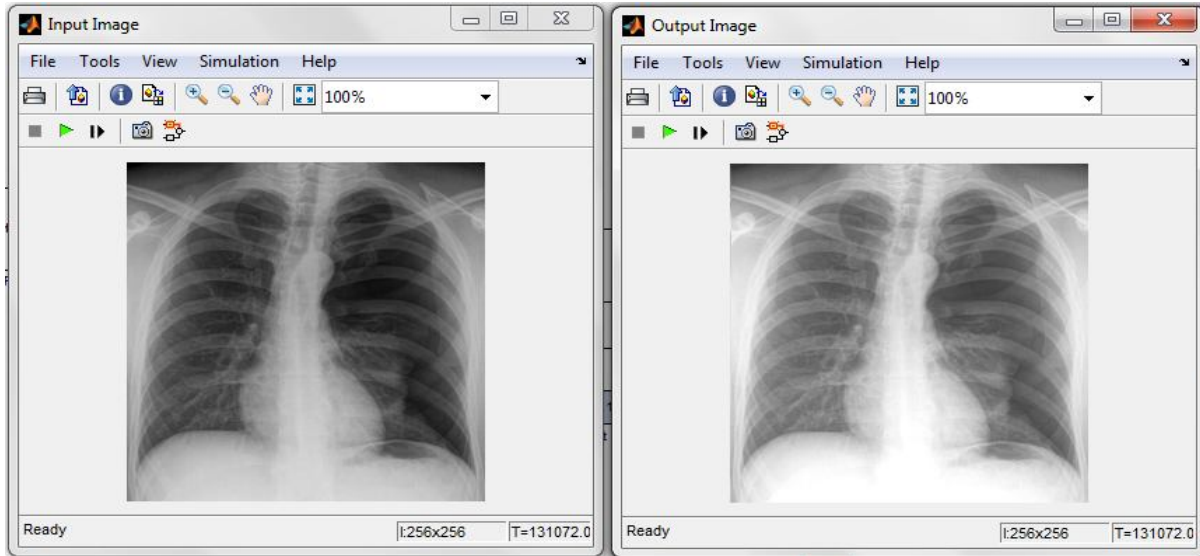 Input Image
File Tools View Simulation Help
100%
Ready
I:256x256
T=131072.0
Output Image
File Tools View Simulation Help
100%
Ready
I:256x256
T=131072.0